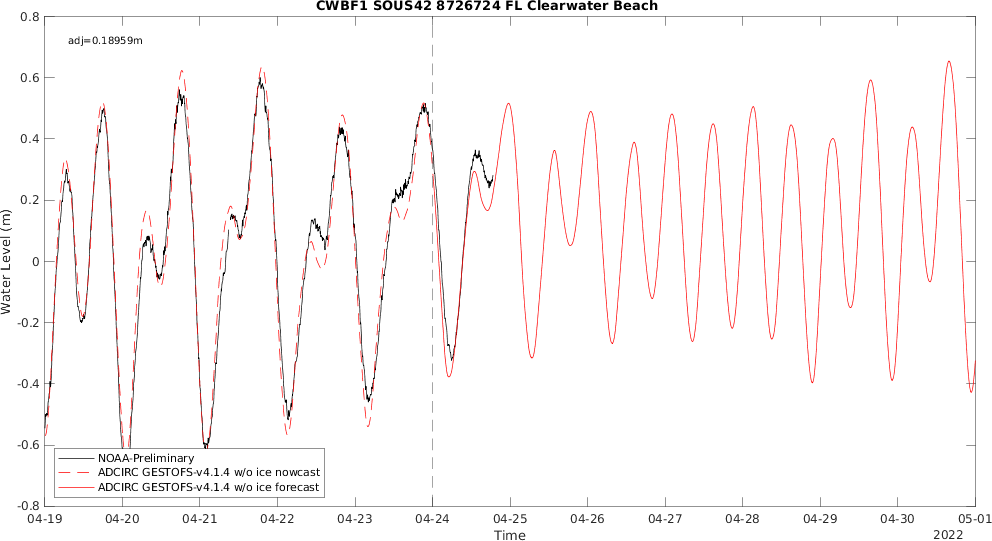 CWBF1 SOUS42 8726724 FL Clearwater Beach
adj=0.18959m
Water Level (m)
0.8
0.6
0.4
0.2
0
-0.2
-0.4
-0.6
-0.8
NOAA-Preliminary
ADCIRC GESTOFS-v4.1.4 w/o ice nowcast
ADCIRC GESTOFS-v4.1.4 w/o ice forecast
04-19 04-20 04-21 04-22 04-23 04-24 04-25 04-26 04-27 04-28 04-29 04-30 05-01
Time
2022